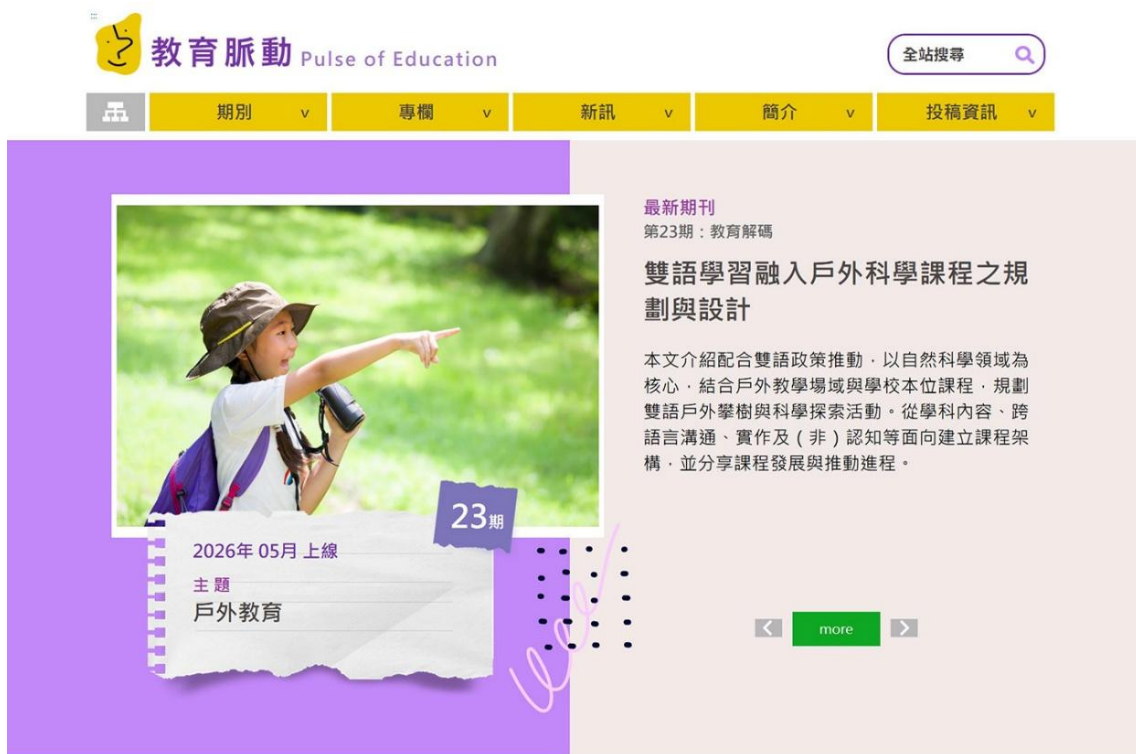 教育脈動 Pulse of Education
全站搜尋
期別 v 專欄 v 新訊 v 簡介 v 投稿資訊 v
最新期刊
第23期：教育解碼
雙語學習融入戶外科學課程之規
劃與設計
本文介紹配合雙語政策推動，以自然科學領域為
核心，結合戶外教學場域與學校本位課程，規劃
雙語戶外攀樹與科學探索活動。從學科內容、跨
語言溝通、實作及（非）認知等面向建立課程架
構，並分享課程發展與推動進程。
23期
2026年 05月 上線
主題
戶外教育
more